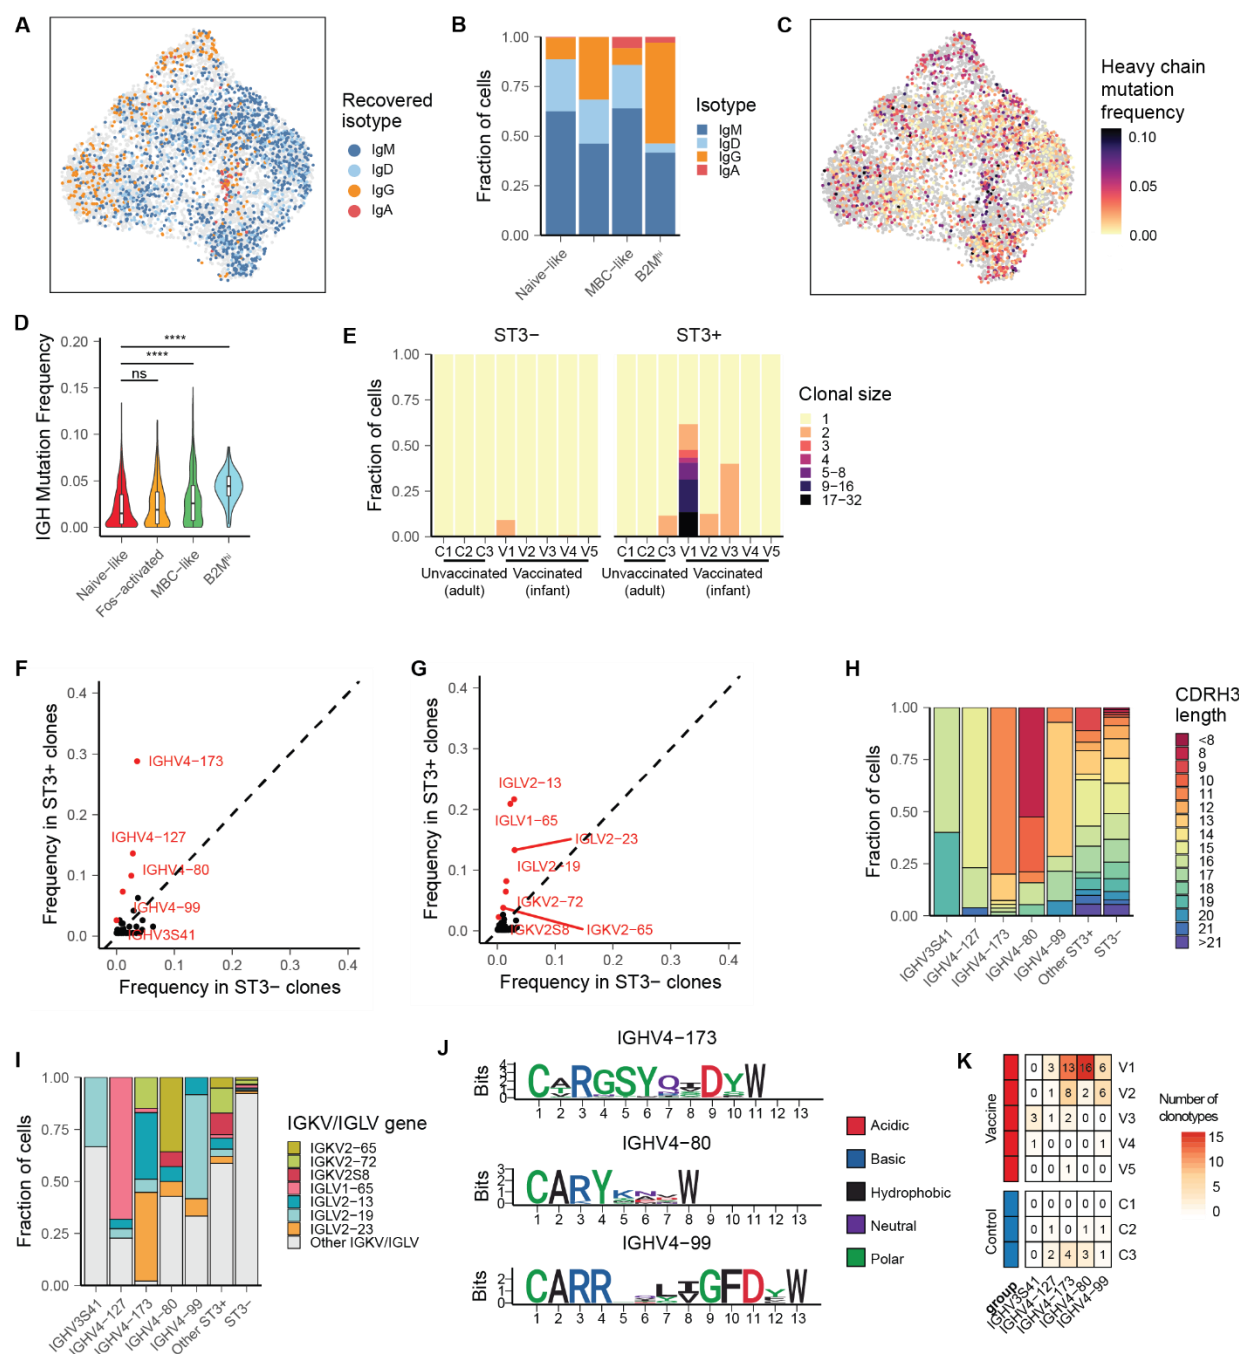 A
Recovered
isotype
IgM
IgD
IgG
IgA
B
Fraction of cells
1.00
0.75
0.50
0.25
0.00
Naive-like
MBC-like
B2Mhi
Isotype
IgM
IgD
IgG
IgA
C
Heavy chain
mutation
frequency
0.10
0.05
0.00
D
IGH Mutation Frequency
0.20
0.15
0.10
0.05
0.00
****
****
ns
Naive-like
Fos-activated
MBC-like
B2Mhi
E
ST3-
ST3+
Fraction of cells
1.00
0.75
0.50
0.25
0.00
C1 C2 C3 V1 V2 V3 V4 V5
Unvaccinated Vaccinated
(adult) (infant)
C1 C2 C3 V1 V2 V3 V4 V5
Unvaccinated Vaccinated
(adult) (infant)
Clonal size
1
2
3
4
5-8
9-16
17-32
F
Frequency in ST3+ clones
0.4
0.3
0.2
0.1
0.0
IGHV4-173
IGHV4-127
IGHV4-80
IGHV4-99
IGHV3S41
0.0 0.1 0.2 0.3 0.4
Frequency in ST3- clones
G
Frequency in ST3+ clones
0.4
0.3
0.2
0.1
0.0
IGLV2-13
IGLV1-65
IGLV2-23
IGLV2-19
IGKV2-72
IGKV2S8
IGKV2-65
0.0 0.1 0.2 0.3 0.4
Frequency in ST3- clones
H
Fraction of cells
1.00
0.75
0.50
0.25
0.00
IGHV3S41
IGHV4-127
IGHV4-173
IGHV4-80
IGHV4-99
Other ST3+
ST3-
CDRH3
length
<8
8
9
10
11
12
13
14
15
16
17
18
19
20
21
>21
I
Fraction of cells
1.00
0.75
0.50
0.25
0.00
IGHV3S41
IGHV4-127
IGHV4-173
IGHV4-80
IGHV4-99
Other ST3+
ST3-
IGKV/IGLV gene
IGKV2-65
IGKV2-72
IGKV2S8
IGLV1-65
IGLV2-13
IGLV2-19
IGLV2-23
Other IGKV/IGLV
J
IGHV4-173
Bits
4
3
2
1
0
1 2 3 4 5 6 7 8 9 10 11 12 13
IGHV4-80
Bits
3
2
1
0
CARY W
1 2 3 4 5 6 7 8 9 10 11 12 13
IGHV4-99
Bits
4
3
2
1
0
CARR GFD W
1 2 3 4 5 6 7 8 9 10 11 12 13
Acidic
Basic
Hydrophobic
Neutral
Polar
K
Vaccine
0 3 13 16 6 V1
0 1 8 2 6 V2
3 1 2 0 0 V3
1 0 0 0 1 V4
0 0 1 0 0 V5
Control
0 0 0 0 0 C1
0 1 0 1 1 C2
0 2 4 3 1 C3
group
IGHV3S41
IGHV4-127
IGHV4-173
IGHV4-80
IGHV4-99
Number of
clonotypes
15
10
5
0